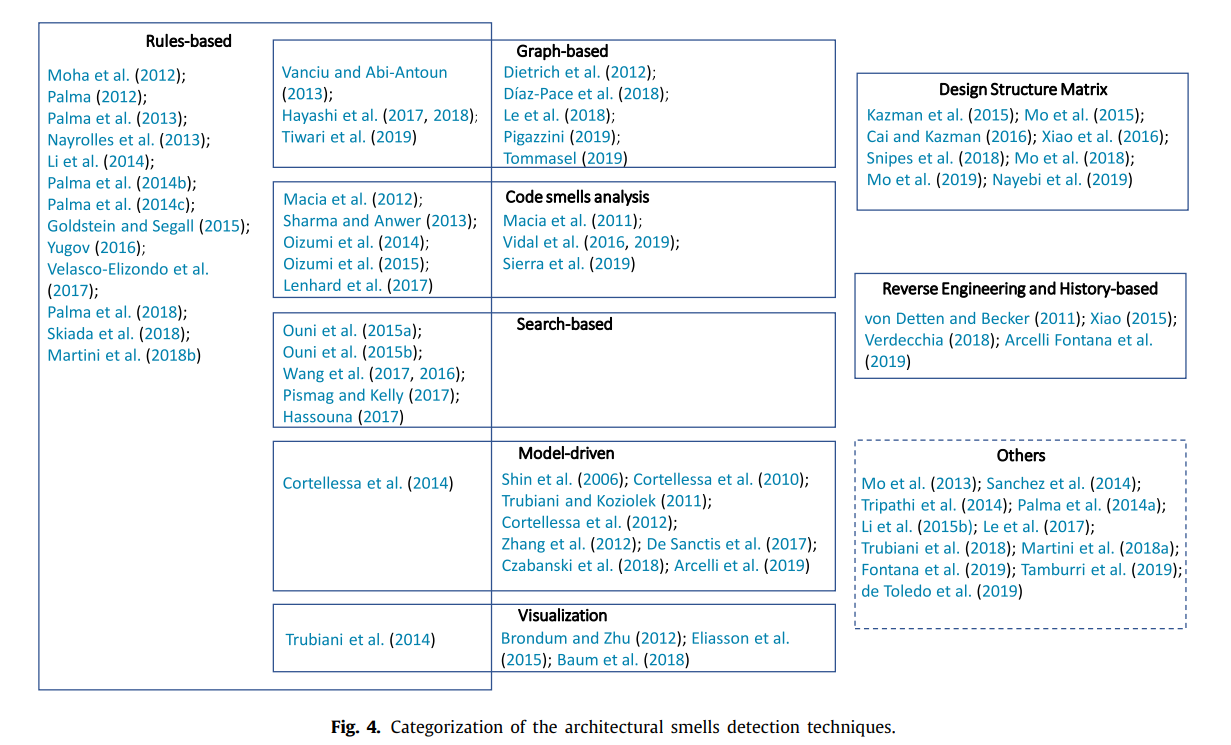 Rules-based
Moha et al. (2012);
Palma (2012);
Palma et al. (2013);
Nayrolles et al. (2013);
Li et al. (2014);
Palma et al. (2014b);
Palma et al. (2014c);
Goldstein and Segall (2015);
Yugov (2016);
Velasco-Elizondo et al.
(2017);
Palma et al. (2018);
Skiada et al. (2018);
Martini et al. (2018b)
Vanciu and Abi-Antoun
(2013);
Hayashi et al. (2017, 2018);
Tiwari et al. (2019)
Graph-based
Dietrich et al. (2012);
Díaz-Pace et al. (2018);
Le et al. (2018);
Pigazzini (2019);
Tommasel (2019)
Macia et al. (2012);
Sharma and Anwer (2013);
Oizumi et al. (2014);
Oizumi et al. (2015);
Lenhard et al. (2017)
Code smells analysis
Macia et al. (2011);
Vidal et al. (2016, 2019);
Sierra et al. (2019)
Ouni et al. (2015a);
Ouni et al. (2015b);
Wang et al. (2017, 2016);
Pismag and Kelly (2017);
Hassouna (2017)
Search-based
Cortellessa et al. (2014)
Model-driven
Shin et al. (2006); Cortellessa et al. (2010);
Trubiani and Koziolek (2011);
Cortellessa et al. (2012);
Zhang et al. (2012); De Sanctis et al. (2017);
Czabanski et al. (2018); Arcelli et al. (2019)
Trubiani et al. (2014)
Visualization
Brondum and Zhu (2012); Eliasson et al.
(2015); Baum et al. (2018)
Design Structure Matrix
Kazman et al. (2015); Mo et al. (2015);
Cai and Kazman (2016); Xiao et al. (2016);
Snipes et al. (2018); Mo et al. (2018);
Mo et al. (2019); Nayebi et al. (2019)
Reverse Engineering and History-based
von Detten and Becker (2011); Xiao (2015);
Verdecchia (2018); Arcelli Fontana et al.
(2019)
Others
Mo et al. (2013); Sanchez et al. (2014);
Tripathi et al. (2014); Palma et al. (2014a);
Li et al. (2015b); Le et al. (2017);
Trubiani et al. (2018); Martini et al. (2018a);
Fontana et al. (2019); Tamburri et al. (2019);
de Toledo et al. (2019)
Fig. 4. Categorization of the architectural smells detection techniques.